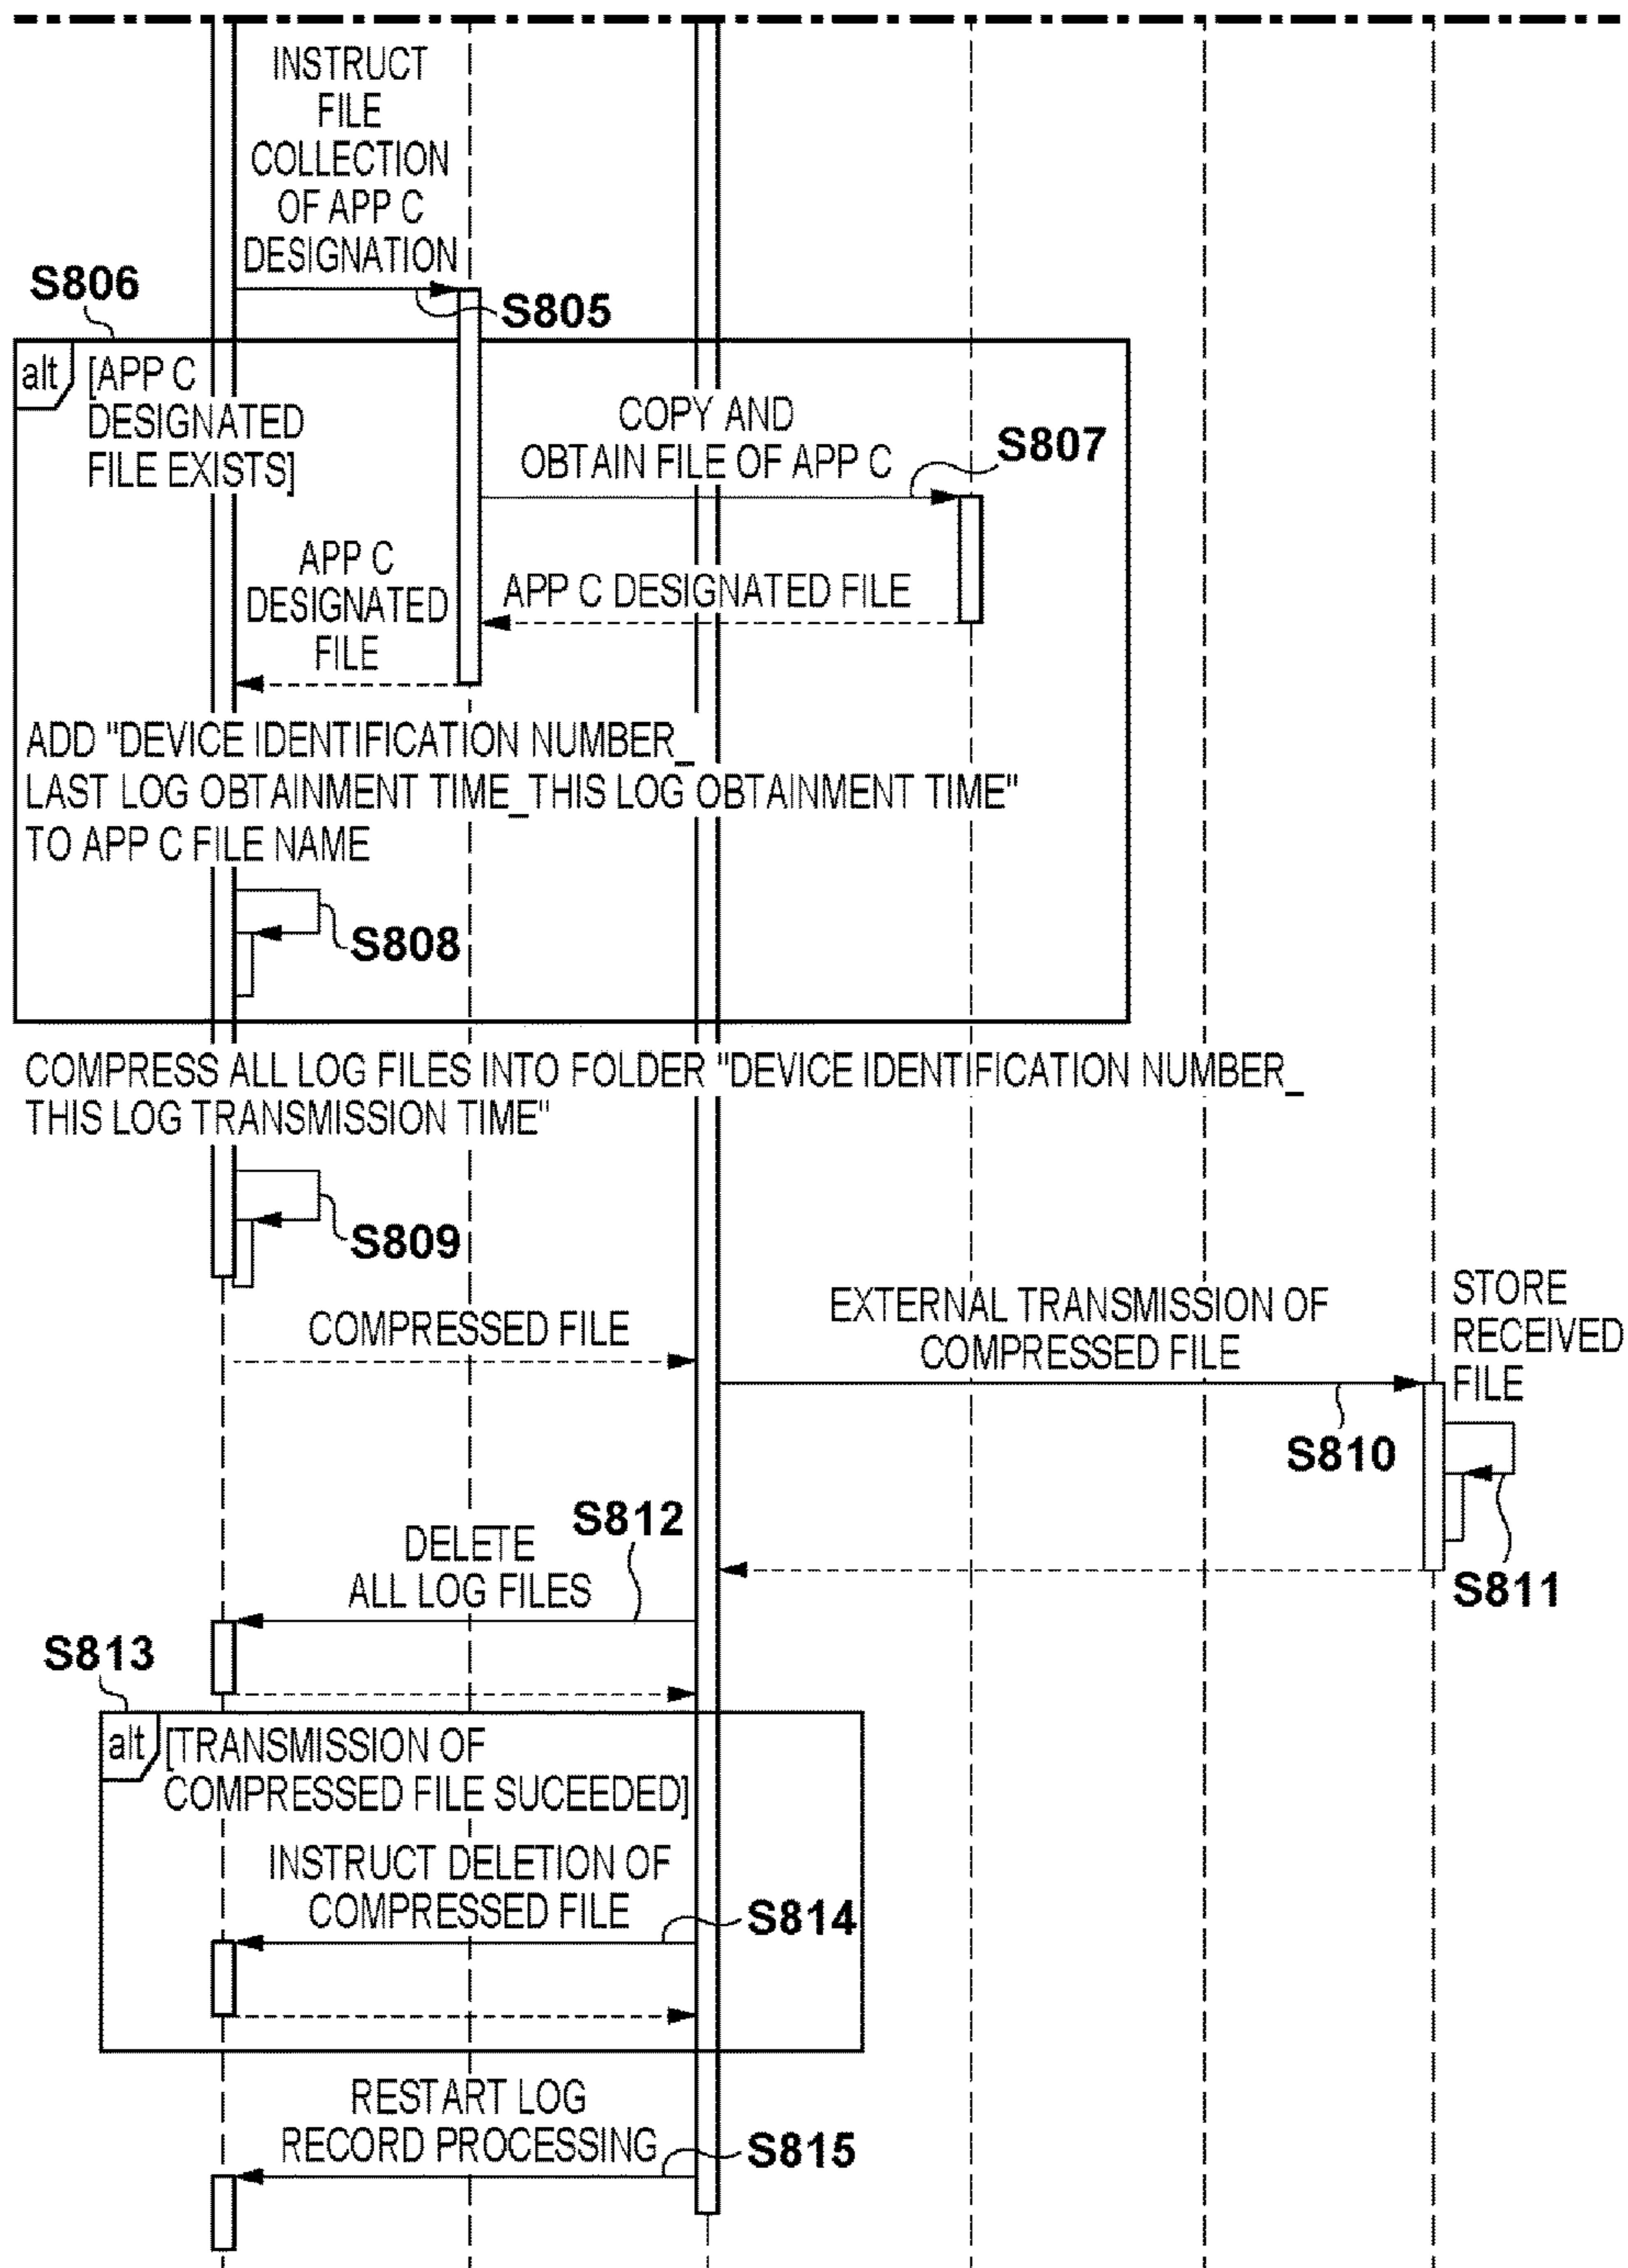 INSTRUCT
FILE
COLLECTION
OF APP C
DESIGNATION
S806
S805
alt
[APP C
DESIGNATED
FILE EXISTS]
COPY AND
OBTAIN FILE OF APP C
S807
APP C
DESIGNATED
FILE
APP C DESIGNATED FILE
ADD "DEVICE IDENTIFICATION NUMBER_
LAST LOG OBTAINMENT TIME_THIS LOG OBTAINMENT TIME"
TO APP C FILE NAME
S808
COMPRESS ALL LOG FILES INTO FOLDER "DEVICE IDENTIFICATION NUMBER_
THIS LOG TRANSMISSION TIME"
S809
COMPRESSED FILE
EXTERNAL TRANSMISSION OF
COMPRESSED FILE
STORE
RECEIVED
FILE
S810
S811
S812
DELETE
ALL LOG FILES
S813
alt
[TRANSMISSION OF
COMPRESSED FILE SUCEEDED]
INSTRUCT DELETION OF
COMPRESSED FILE
S814
RESTART LOG
RECORD PROCESSING
S815